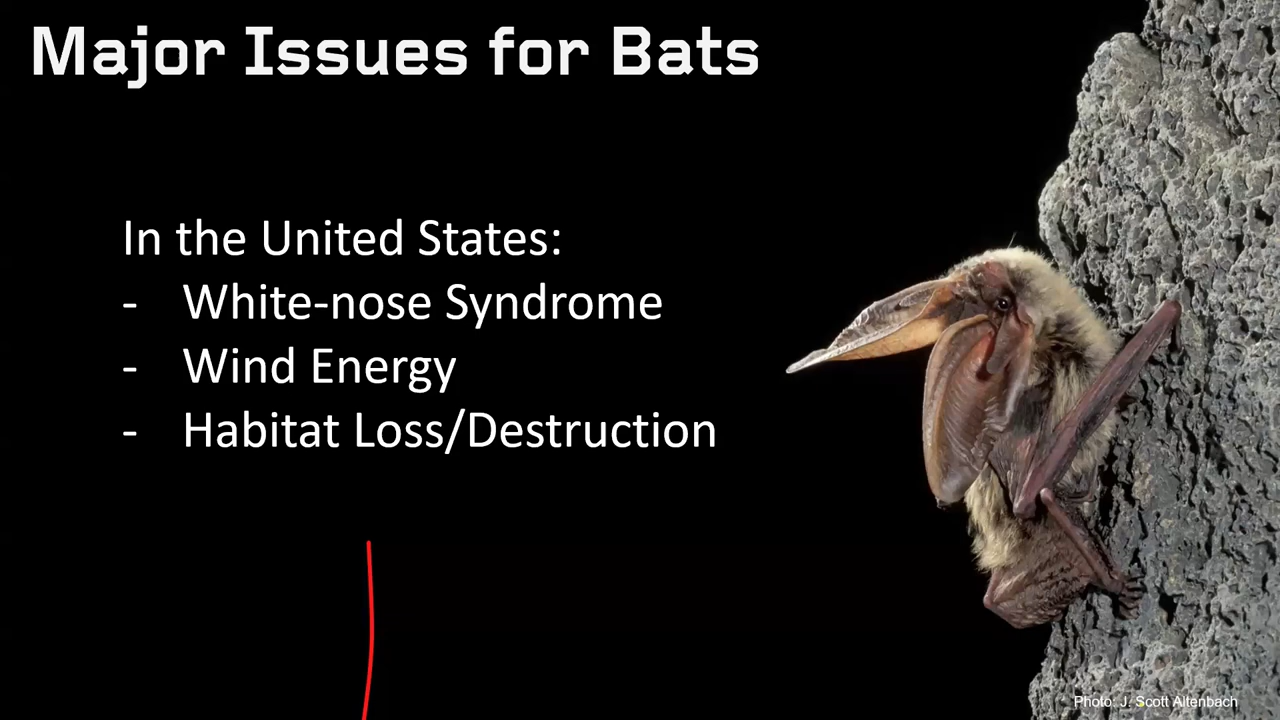 Major Issues for Bats
In the United States:
- White-nose Syndrome
- Wind Energy
- Habitat Loss/Destruction
Photo: J. Scott Altenbach